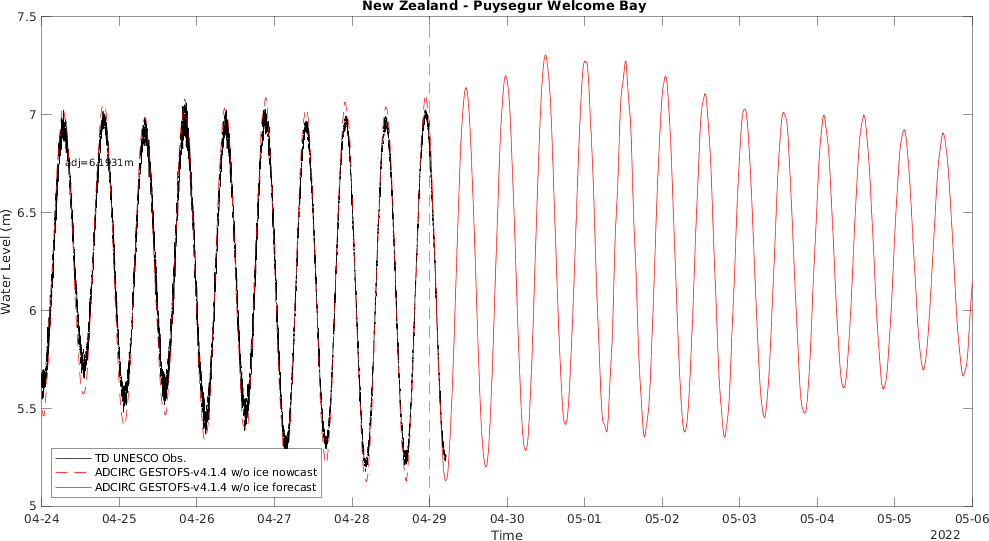 New Zealand - Puysegur Welcome Bay
7.5
7
6.5
6
5.5
5
Water Level (m)
adj=6.1931m
TD UNESCO Obs.
ADCIRC GESTOFS-v4.1.4 w/o ice nowcast
ADCIRC GESTOFS-v4.1.4 w/o ice forecast
04-24 04-25 04-26 04-27 04-28 04-29 04-30 05-01 05-02 05-03 05-04 05-05 05-06
Time
2022